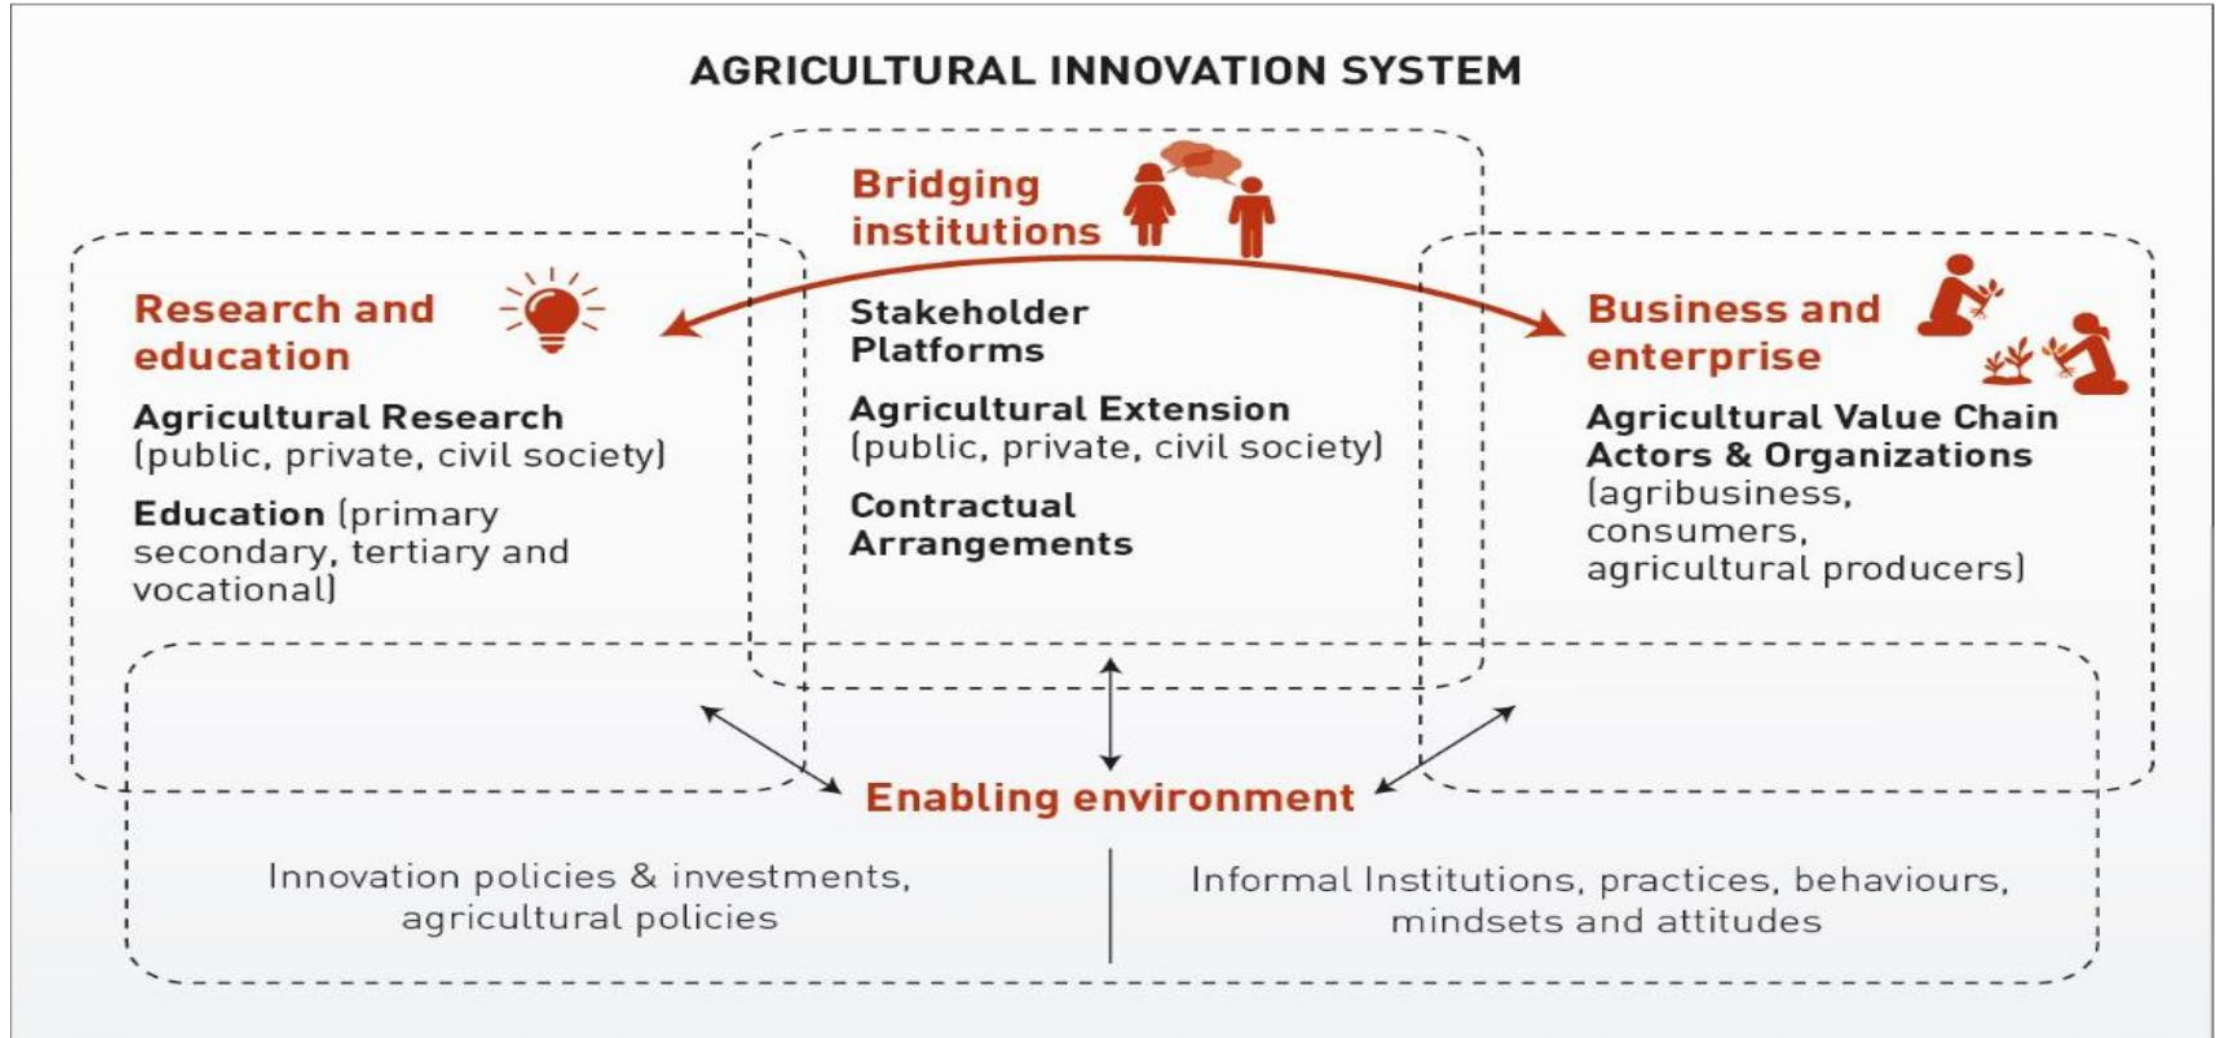 AGRICULTURAL INNOVATION SYSTEM
Bridging
institutions
Research and
education
Agricultural Research
(public, private, civil society)
Education (primary
secondary, tertiary and
vocational)
Stakeholder
Platforms
Agricultural Extension
(public, private, civil society)
Contractual
Arrangements
Business and
enterprise
Agricultural Value Chain
Actors & Organizations
(agribusiness,
consumers,
agricultural producers)
Enabling environment
Innovation policies & investments,
agricultural policies
Informal Institutions, practices, behaviours,
mindsets and attitudes